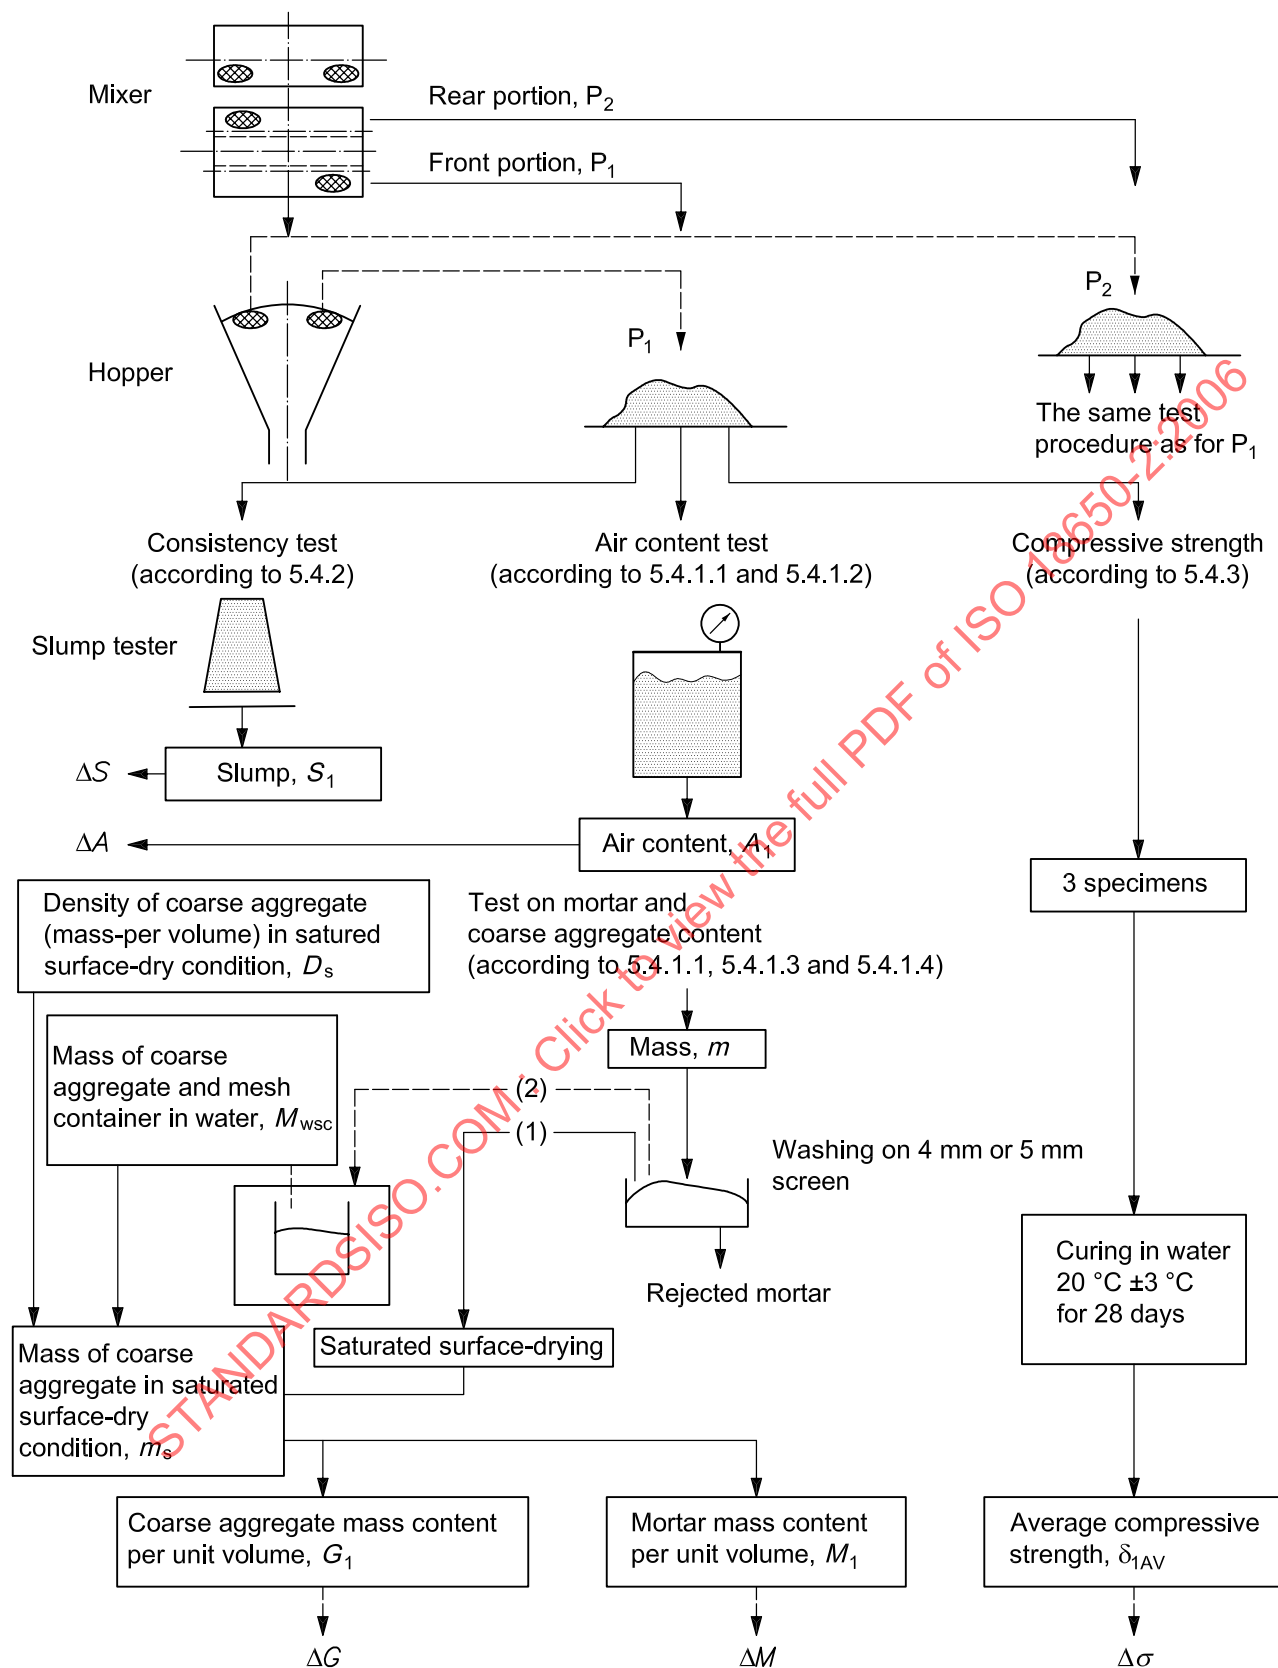 Mixer
Rear portion, P2
Front portion, P1
Hopper
P1
P2
The same test
procedure as for P1
Consistency test
(according to 5.4.2)
Air content test
(according to 5.4.1.1 and 5.4.1.2)
Compressive strength
(according to 5.4.3)
Slump tester
ΔS
Slump, S1
ΔA
Air content, A1
3 specimens
Density of coarse aggregate
(mass-per volume) in satured
surface-dry condition, Ds
Test on mortar and
coarse aggregate content
(according to 5.4.1.1, 5.4.1.3 and 5.4.1.4)
Mass, m
Mass of coarse
aggregate and mesh
container in water, Mwsc
(2)
(1)
Washing on 4 mm or 5 mm
screen
Rejected mortar
Curing in water
20 °C ±3 °C
for 28 days
Saturated surface-drying
Mass of coarse
aggregate in saturated
surface-dry
condition, ms
Coarse aggregate mass content
per unit volume, G1
Mortar mass content
per unit volume, M1
Average compressive
strength, δ1AV
ΔG
ΔM
Δσ
STANDARDSISO.COM : Click to view the full PDF of ISO 18650-2:2006